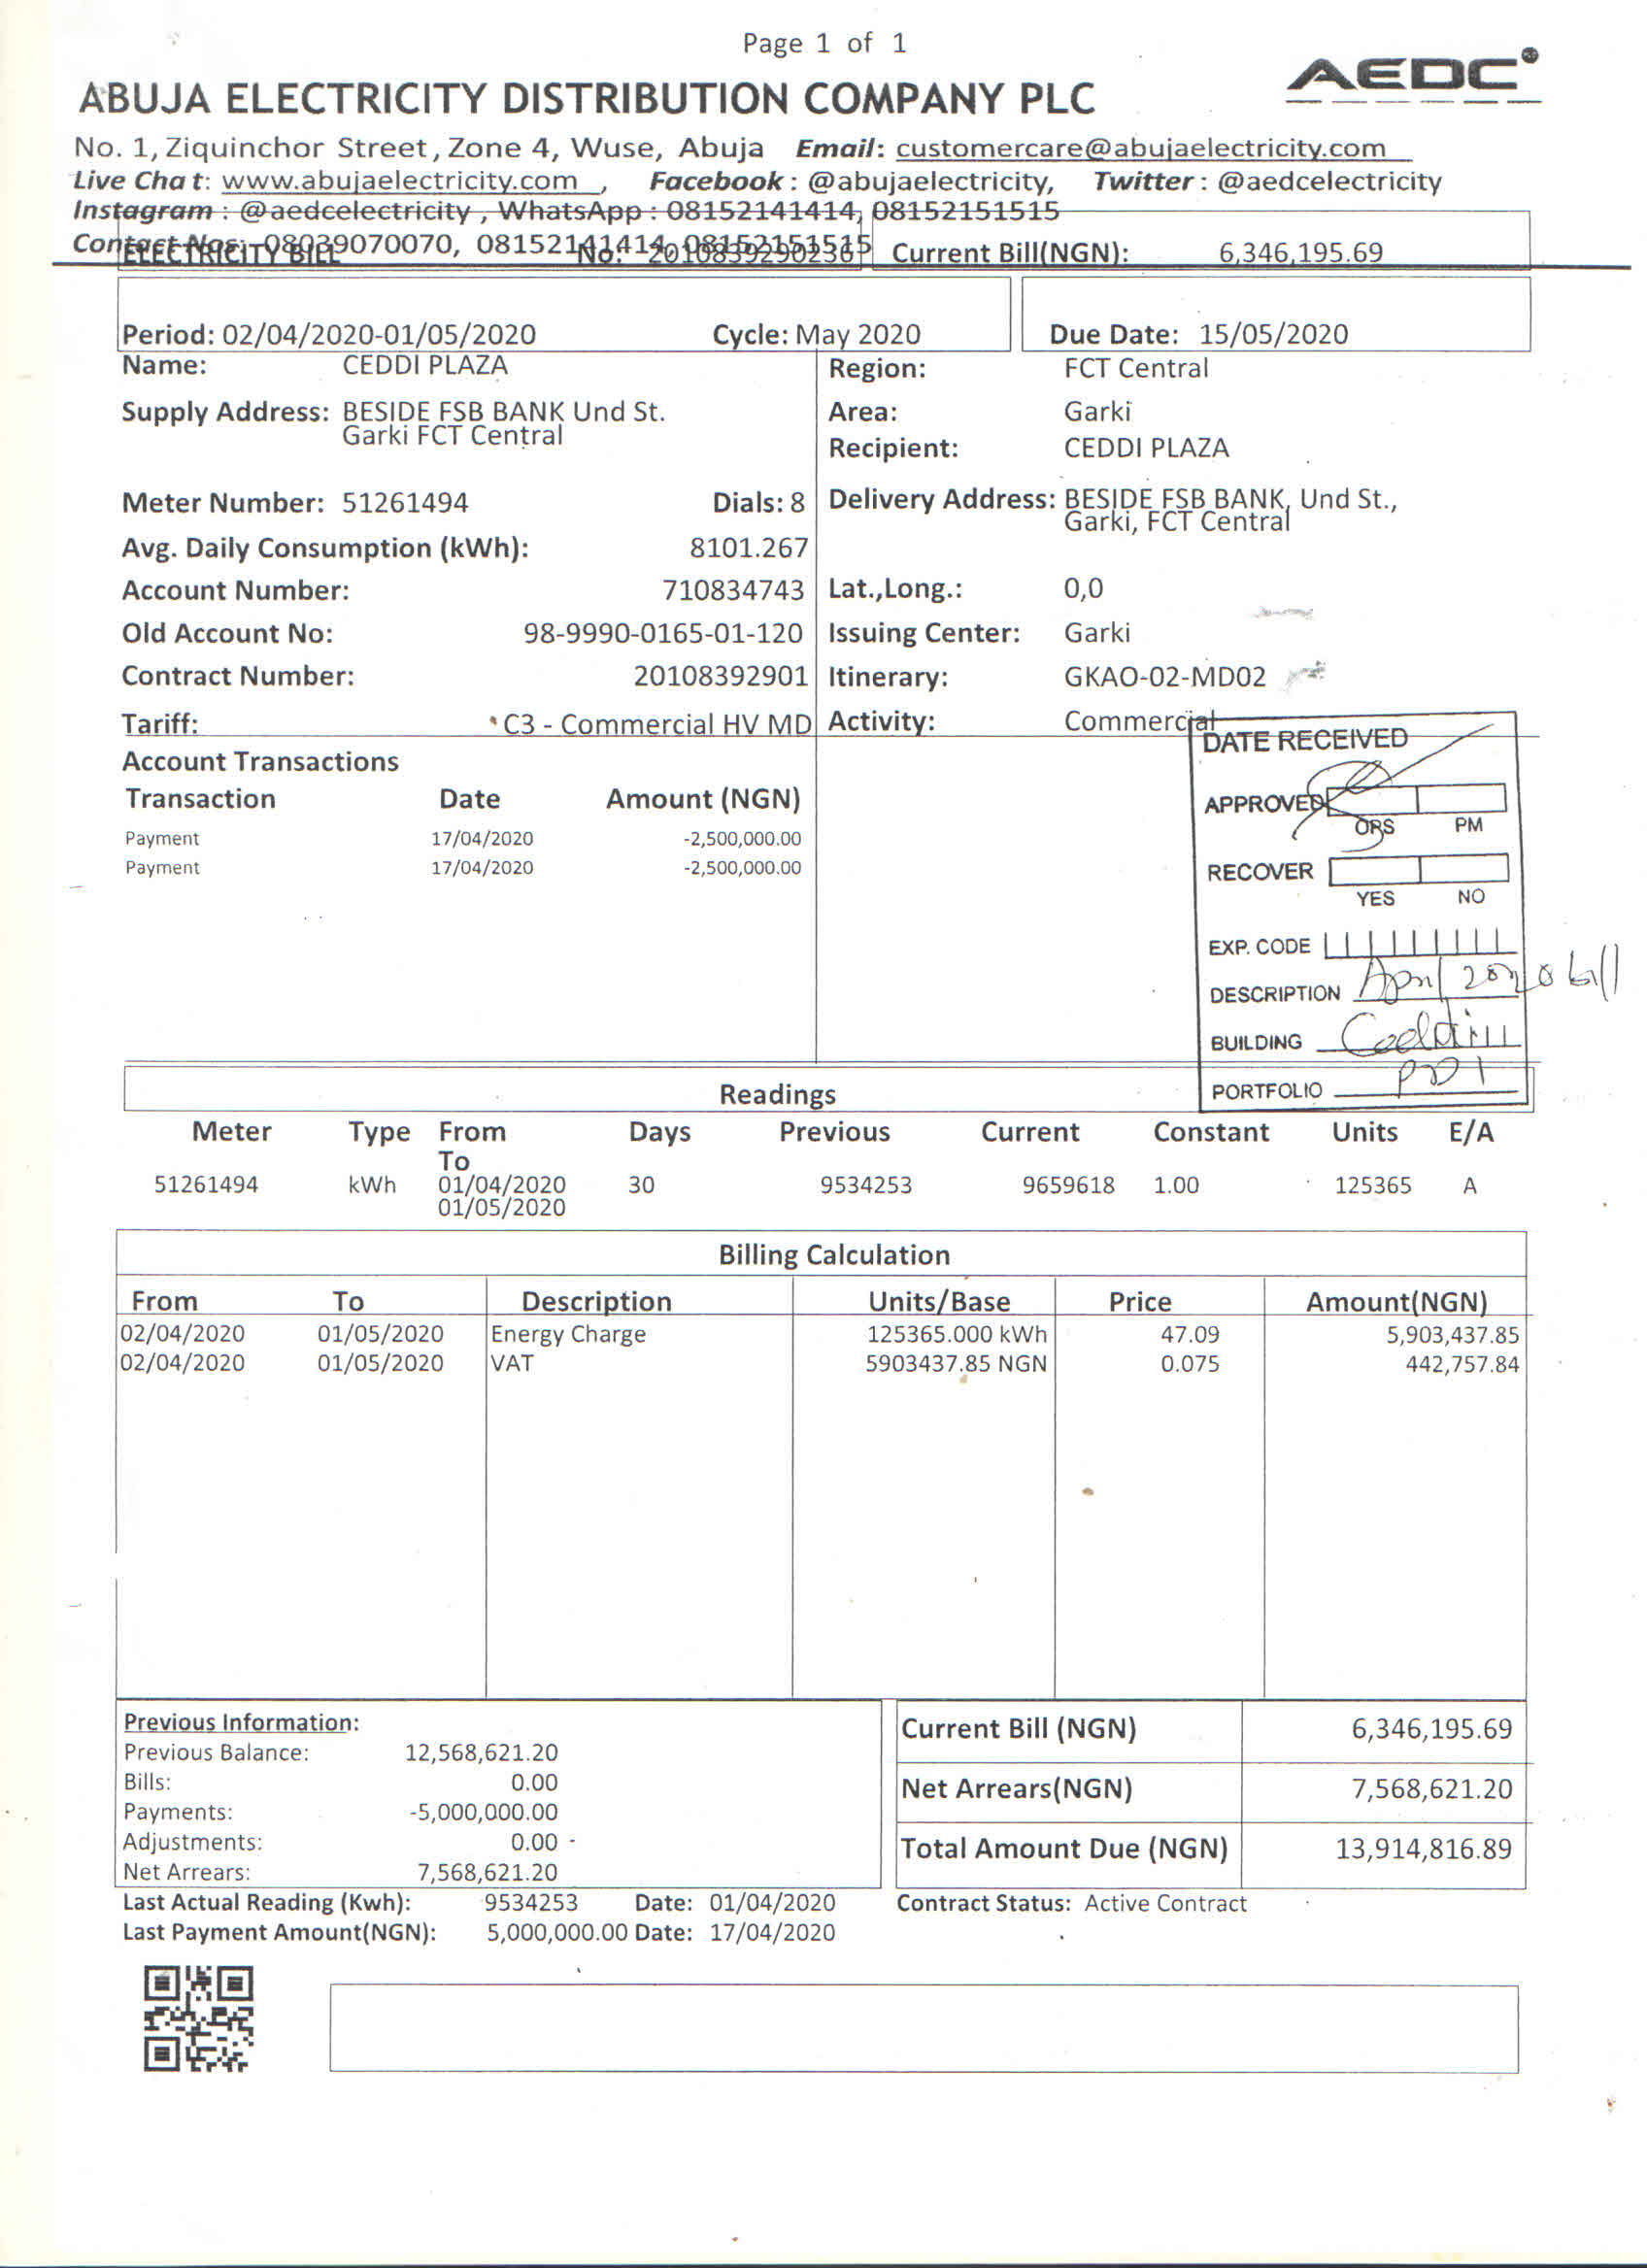 Page 1 of 1
AEDC
ABUJA ELECTRICITY DISTRIBUTION COMPANY PLC
No. 1, Ziquinchor Street, Zone 4, Wuse, Abuja Email: customercare@abujaelectricity.com
Live Chat: www.abujaelectricity.com , Facebook: @abujaelectricity, Twitter: @aedcelectricity
Instagram: @aedcelectricity, WhatsApp: 08152141414, 08152151515
Contact Nos: 08039070070, 08152141414, 08152151515
ELECTRICITY BILL No: Current Bill(NGN): 6,346,195.69
Period: 02/04/2020-01/05/2020 Cycle: May 2020 Due Date: 15/05/2020
Name: CEDDI PLAZA Region: FCT Central
Supply Address: BESIDE FSB BANK Und St. Area: Garki
Garki FCT Central
Recipient: CEDDI PLAZA
Meter Number: 51261494 Dials: 8 Delivery Address: BESIDE FSB BANK, Und St.,
Garki, FCT Central
Avg. Daily Consumption (kWh): 8101.267
Account Number: 710834743 Lat.,Long.: 0,0
Old Account No: 98-9990-0165-01-120 Issuing Center: Garki
Contract Number: 20108392901 Itinerary: GKAO-02-MD02
Tariff: C3 - Commercial HV MD Activity: Commercial
DATE RECEIVED
Account Transactions
Transaction Date Amount (NGN)
APPROVED
OPS PM
Payment 17/04/2020 -2,500,000.00
Payment 17/04/2020 -2,500,000.00
RECOVER
YES NO
EXP. CODE
DESCRIPTION April 2020 bill
BUILDING
PORTFOLIO
Readings
Meter Type From Days Previous Current Constant Units E/A
To
51261494 kWh 01/04/2020 30 9534253 9659618 1.00 125365 A
01/05/2020
Billing Calculation
From To Description Units/Base Price Amount(NGN)
02/04/2020 01/05/2020 Energy Charge 125365.000 kWh 47.09 5,903,437.85
02/04/2020 01/05/2020 VAT 5903437.85 NGN 0.075 442,757.84
Previous Information:
Previous Balance: 12,568,621.20
Bills: 0.00
Payments: -5,000,000.00
Adjustments: 0.00
Net Arrears: 7,568,621.20
Current Bill (NGN) 6,346,195.69
Net Arrears(NGN) 7,568,621.20
Total Amount Due (NGN) 13,914,816.89
Last Actual Reading (Kwh): 9534253 Date: 01/04/2020 Contract Status: Active Contract
Last Payment Amount(NGN): 5,000,000.00 Date: 17/04/2020